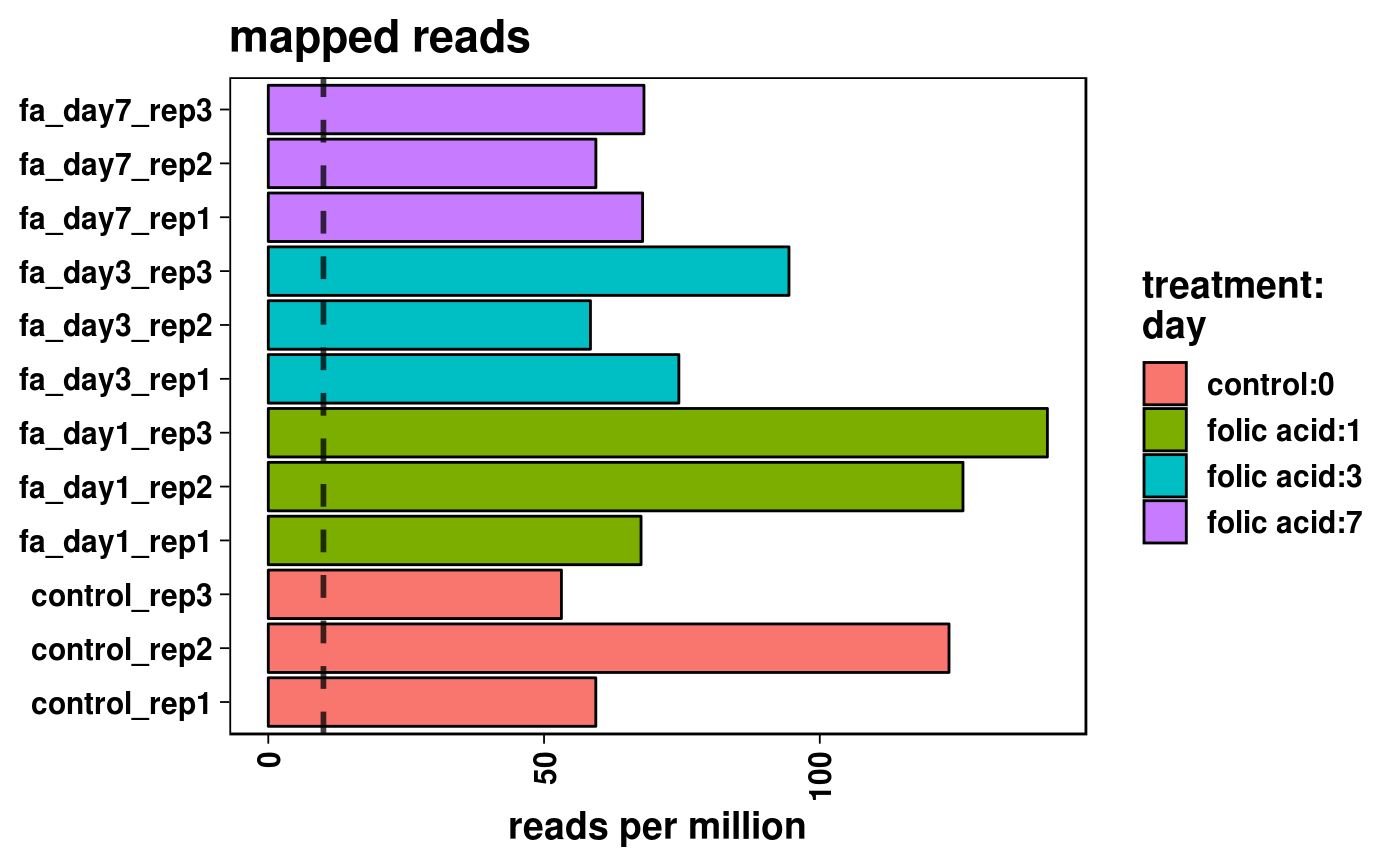 mapped reads
fa_day7_rep3
fa_day7_rep2
fa_day7_rep1
fa_day3_rep3
fa_day3_rep2
fa_day3_rep1
fa_day1_rep3
fa_day1_rep2
fa_day1_rep1
control_rep3
control_rep2
control_rep1
0
50
100
reads per million
treatment:
day
control:0
folic acid:1
folic acid:3
folic acid:7